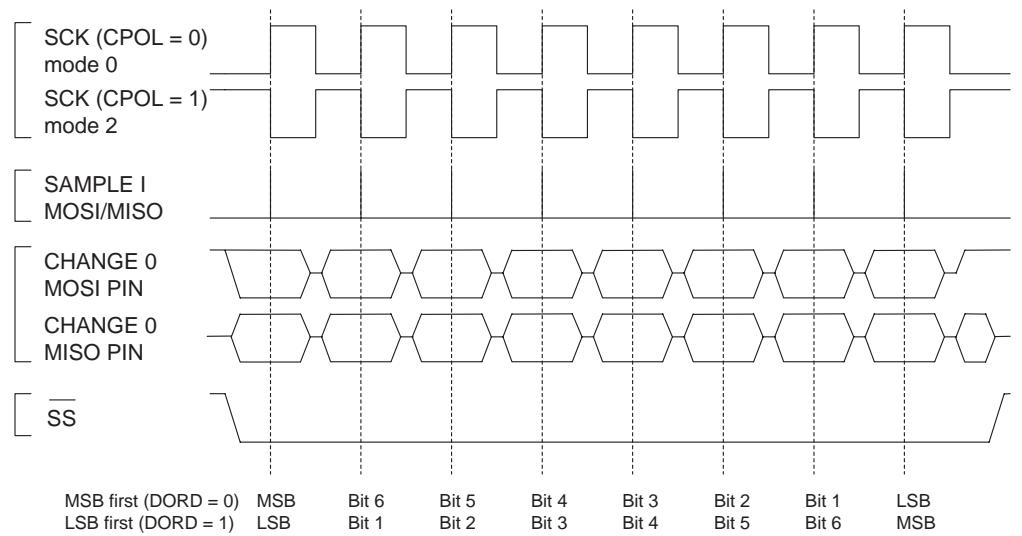 SCK (CPOL = 0)
mode 0
SCK (CPOL = 1)
mode 2
SAMPLE I
MOSI/MISO
CHANGE 0
MOSI PIN
CHANGE 0
MISO PIN
SS
MSB first (DORD = 0) MSB Bit 6 Bit 5 Bit 4 Bit 3 Bit 2 Bit 1 LSB
LSB first (DORD = 1) LSB Bit 1 Bit 2 Bit 3 Bit 4 Bit 5 Bit 6 MSB